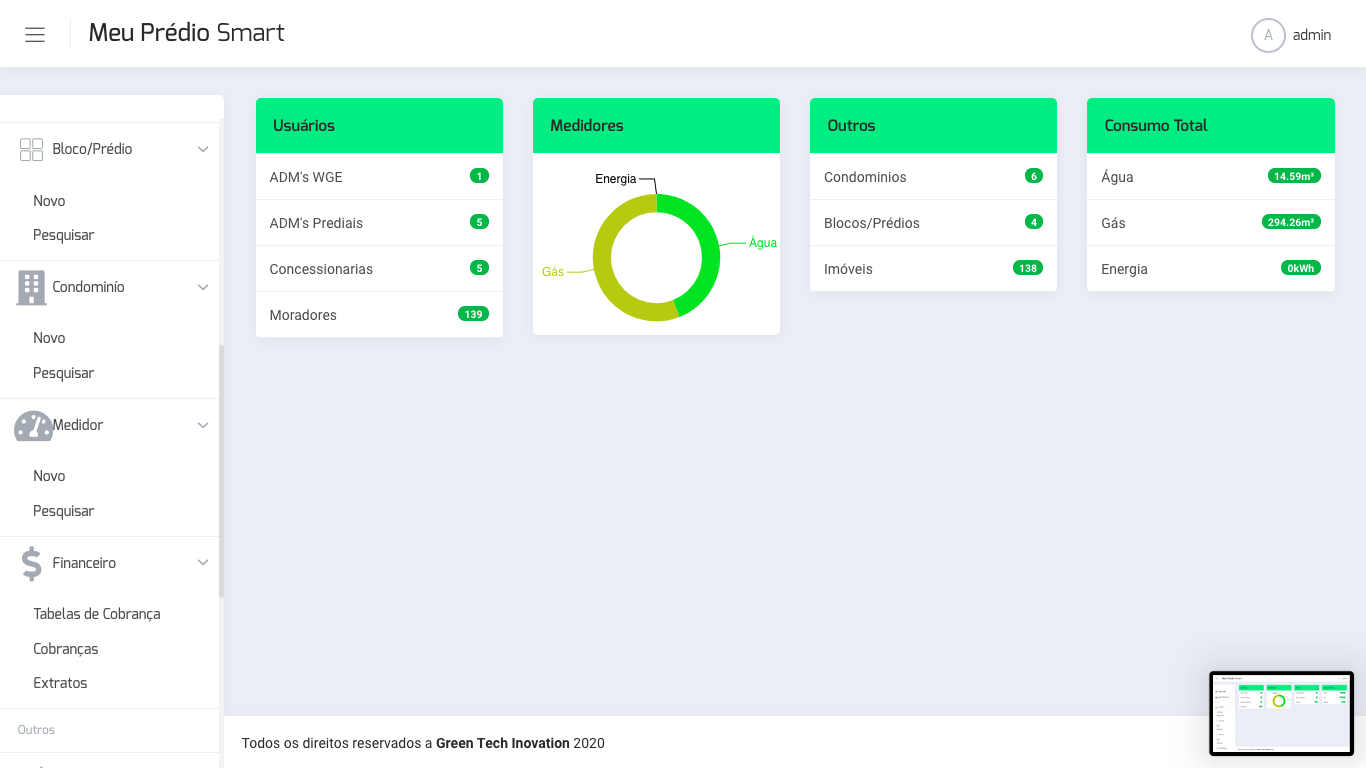 Meu Prédio Smart
A admin
Bloco/Prédio
Novo
Pesquisar
Condominío
Novo
Pesquisar
Medidor
Novo
Pesquisar
Financeiro
Tabelas de Cobrança
Cobranças
Extratos
Outros
Usuários
ADM's WGE 1
ADM's Prediais 5
Concessionarias 5
Moradores 139
Medidores
Energia
Água
Gás
Outros
Condominios 6
Blocos/Prédios 4
Imóveis 138
Consumo Total
Água 14.59m³
Gás 294.26m³
Energia 0kWh
Todos os direitos reservados a Green Tech Inovation 2020